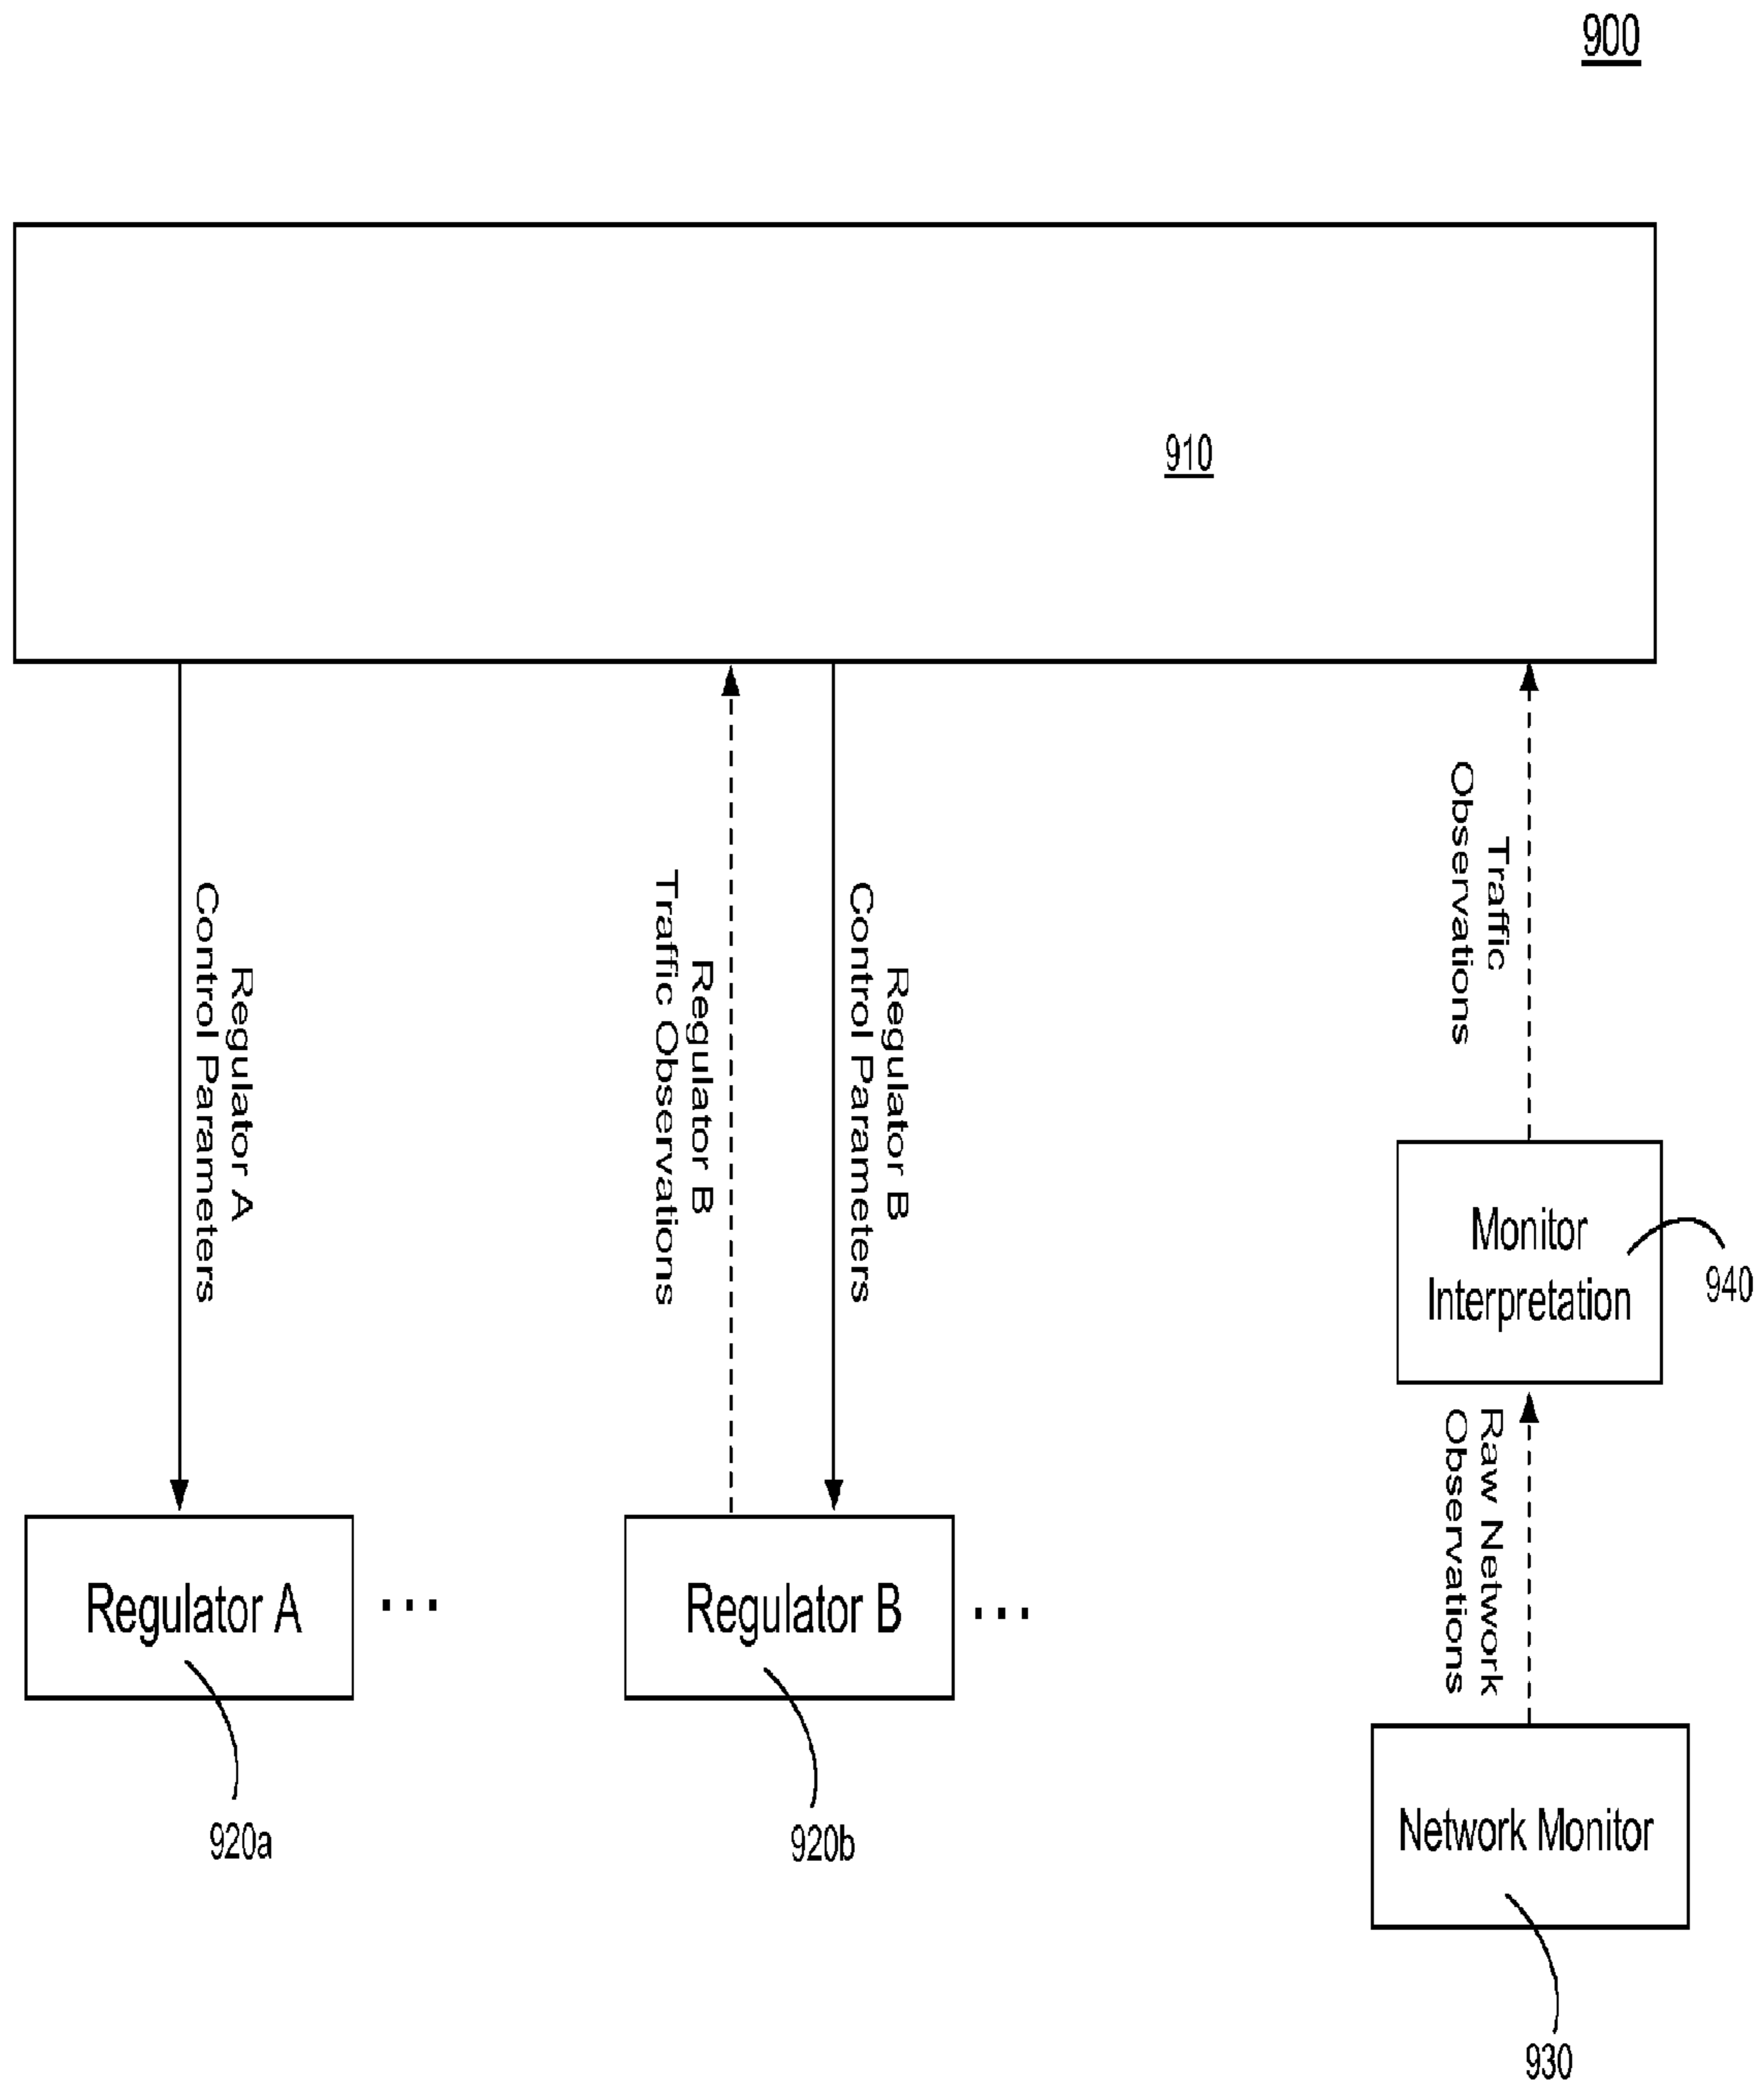 900
910
Regulator A
Control Parameters
Regulator B
Traffic Observations
Regulator B
Control Parameters
Traffic
Observations
Monitor
Interpretation
940
Raw Network
Observations
Regulator A
...
Regulator B
...
Network Monitor
920a
920b
930